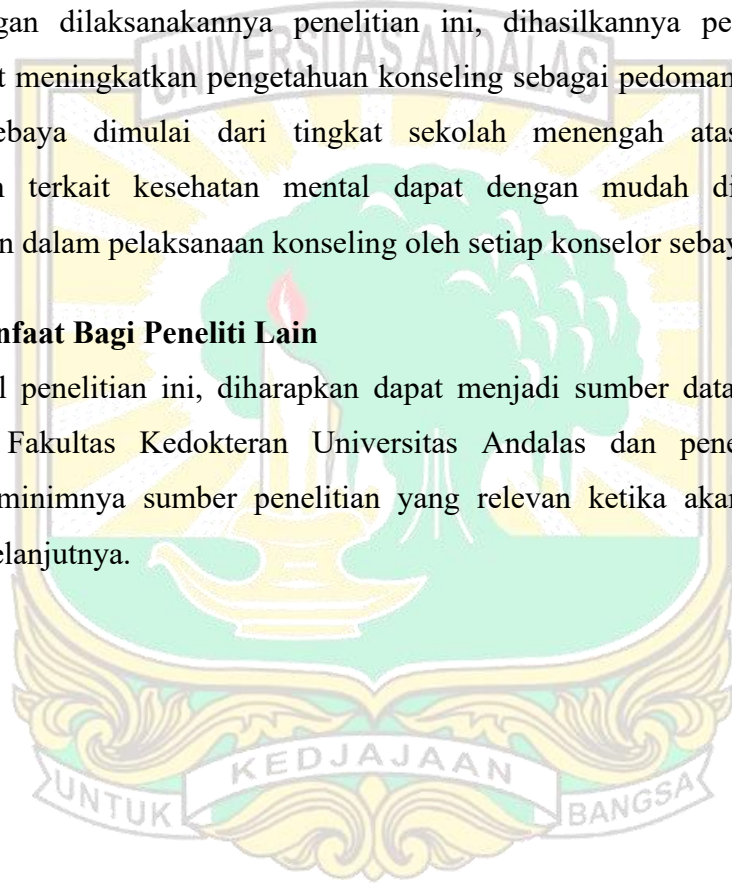 gan dilaksanakannya penelitian ini, dihasilkannya pe
t meningkatkan pengetahuan konseling sebagai pedoman
ebaya dimulai dari tingkat sekolah menengah atas
n terkait kesehatan mental dapat dengan mudah di
n dalam pelaksanaan konseling oleh setiap konselor sebay
nfaat Bagi Peneliti Lain
l penelitian ini, diharapkan dapat menjadi sumber data
Fakultas Kedokteran Universitas Andalas dan pene
minimnya sumber penelitian yang relevan ketika akan
elanjutnya.
UNIVERSITAS ANDALAS
UNTUK KEDJAJAAN BANGSA